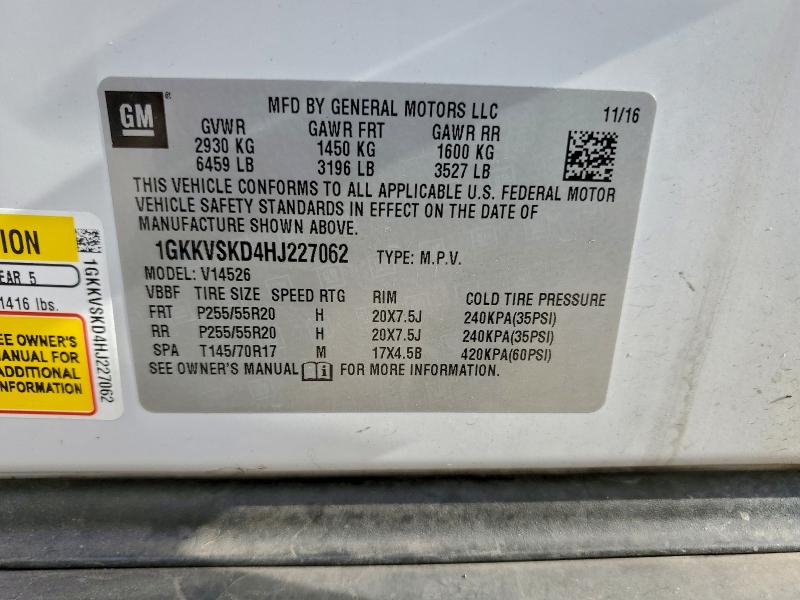 GM ®
MFD BY GENERAL MOTORS LLC 11/16
GVWR GAWR FRT GAWR RR
2930 KG 1450 KG 1600 KG
6459 LB 3196 LB 3527 LB
THIS VEHICLE CONFORMS TO ALL APPLICABLE U.S. FEDERAL MOTOR
VEHICLE SAFETY STANDARDS IN EFFECT ON THE DATE OF
MANUFACTURE SHOWN ABOVE.
1GKKVSKD4HJ227062 TYPE: M.P.V.
MODEL: V14526
VBBF TIRE SIZE SPEED RTG RIM COLD TIRE PRESSURE
FRT P255/55R20 H 20X7.5J 240KPA(35PSI)
RR P255/55R20 H 20X7.5J 240KPA(35PSI)
SPA T145/70R17 M 17X4.5B 420KPA(60PSI)
SEE OWNER'S MANUAL i FOR MORE INFORMATION.
ION
EAR 5
1416 lbs.
EE OWNER'S
MANUAL FOR
ADDITIONAL
NFORMATION
1GKKVSKD4HJ227062